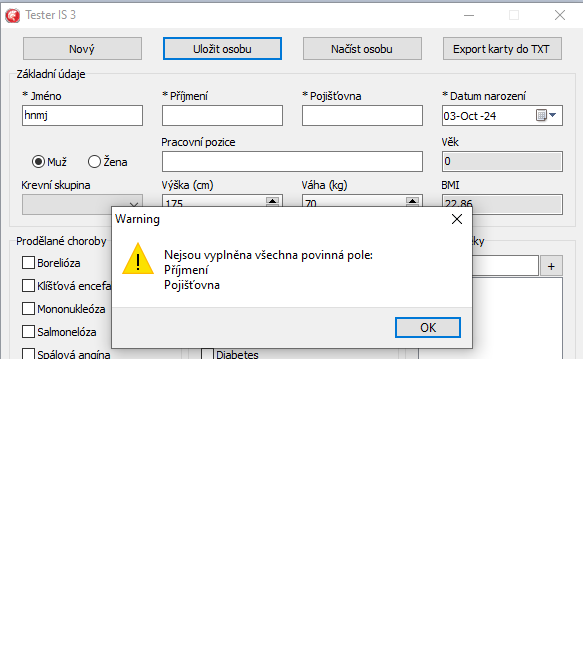 Tester IS 3
Nový Uložit osobu Načíst osobu Export karty do TXT
Základní údaje
* Jméno * Příjmení * Pojišťovna * Datum narození
hnmj 03-Oct -24
Pracovní pozice Věk
Muž Žena 0
Krevní skupina Výška (cm) Váha (kg) BMI
175 70 22,86
Warning
Nejsou vyplněna všechna povinná pole:
Příjmení
Pojišťovna
OK
Prodělané choroby
+
Borelióza
Klíšťová encefa
Mononukleóza
Salmonelóza
Spálová angína Diabetes